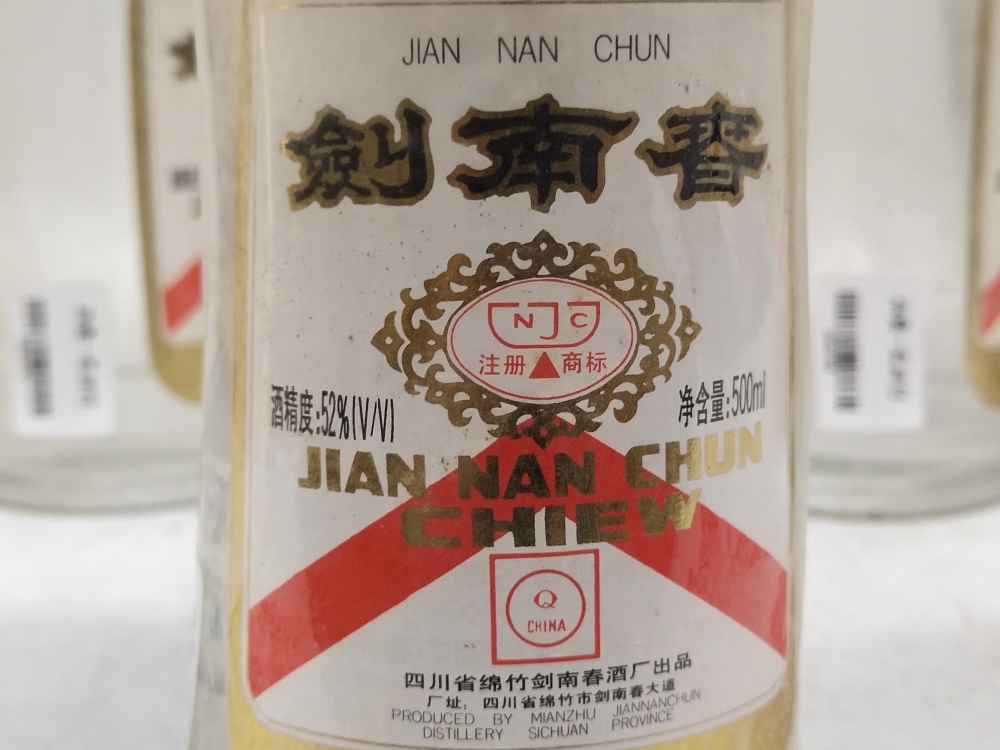 JIAN NAN CHUN
劍南春
NJC
注册 商标
酒精度:52%(V/V)
净含量:500ml
JIAN NAN CHUN
CHIEW
Q
CHINA
四川省绵竹剑南春酒厂出品
厂址:四川省绵竹市剑南春大道
PRODUCED BY MIANZHU JIANNANCHUN
DISTILLERY SICHUAN PROVINCE